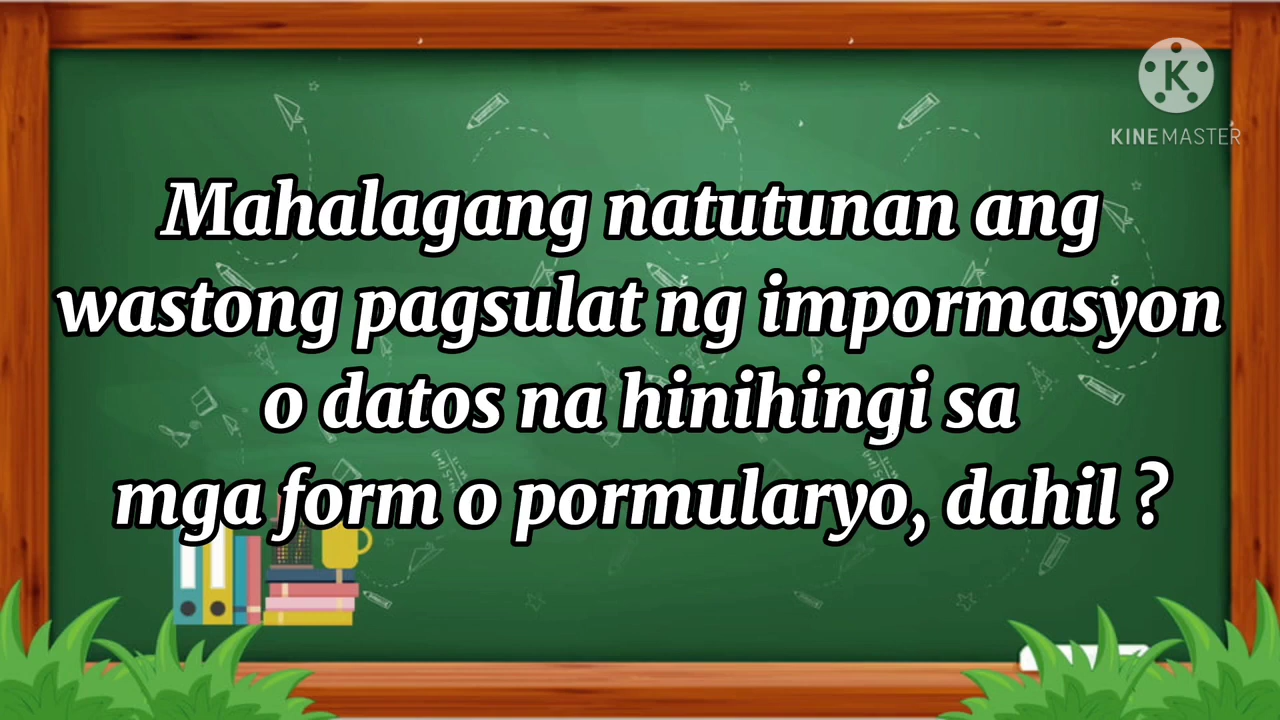 KINEMASTER
Mahalagang natutunan ang
wastong pagsulat ng impormasyon
o datos na hinihingi sa
mga form o pormularyo, dahil ?